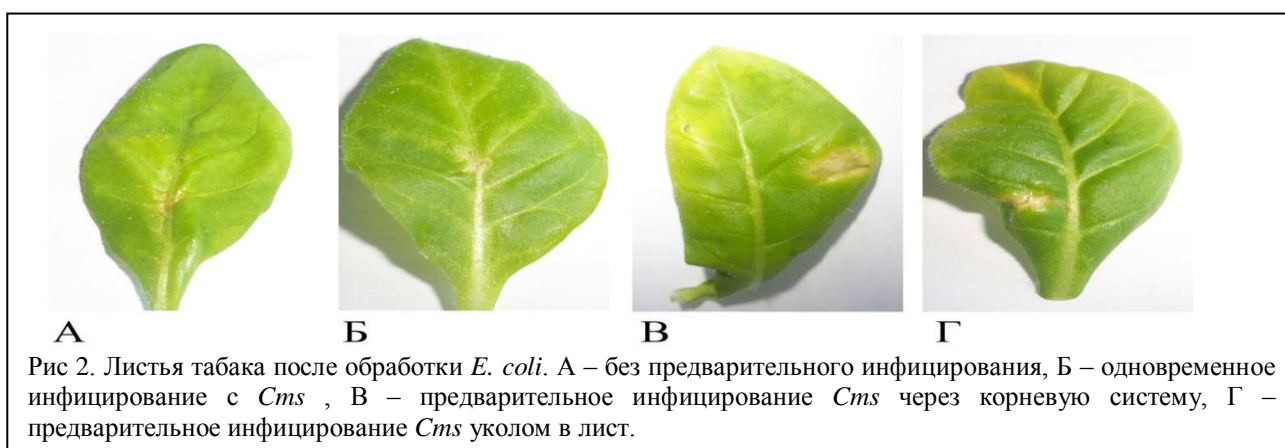 А Б В Г
Рис 2. Листья табака после обработки E. coli. А – без предварительного инфицирования, Б – одновременное
инфицирование с Cms , В – предварительное инфицирование Cms через корневую систему, Г –
предварительное инфицирование Cms уколом в лист.